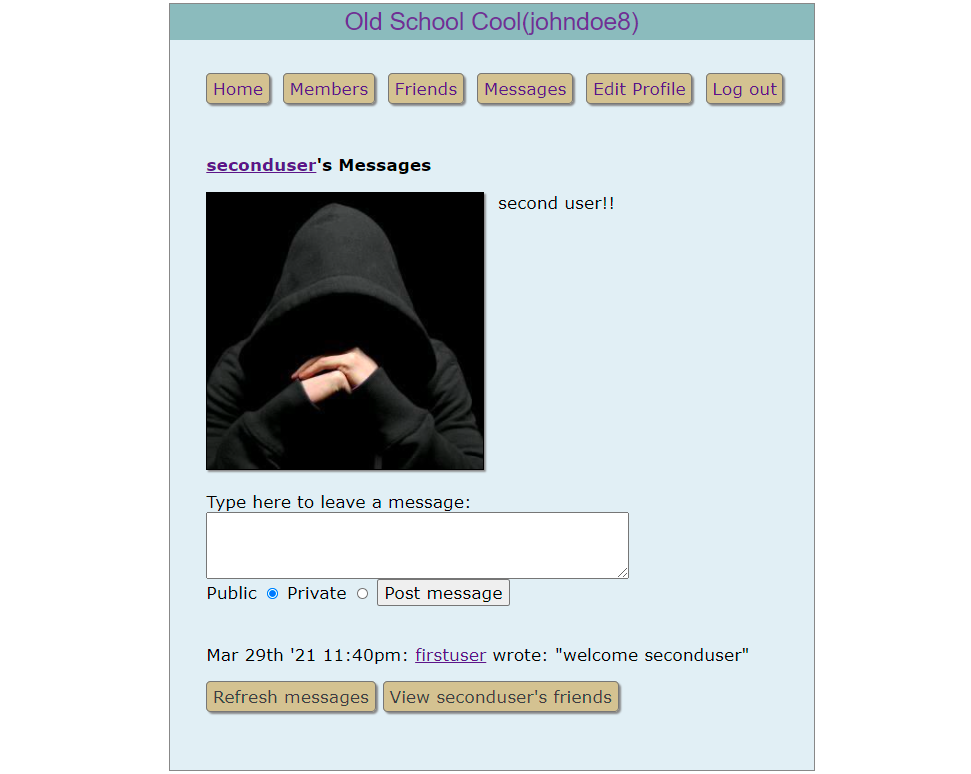 Old School Cool(johndoe8)
Home Members Friends Messages Edit Profile Log out
seconduser's Messages
second user!!
Type here to leave a message:
Public Private Post message
Mar 29th '21 11:40pm: firstuser wrote: "welcome seconduser"
Refresh messages View seconduser's friends